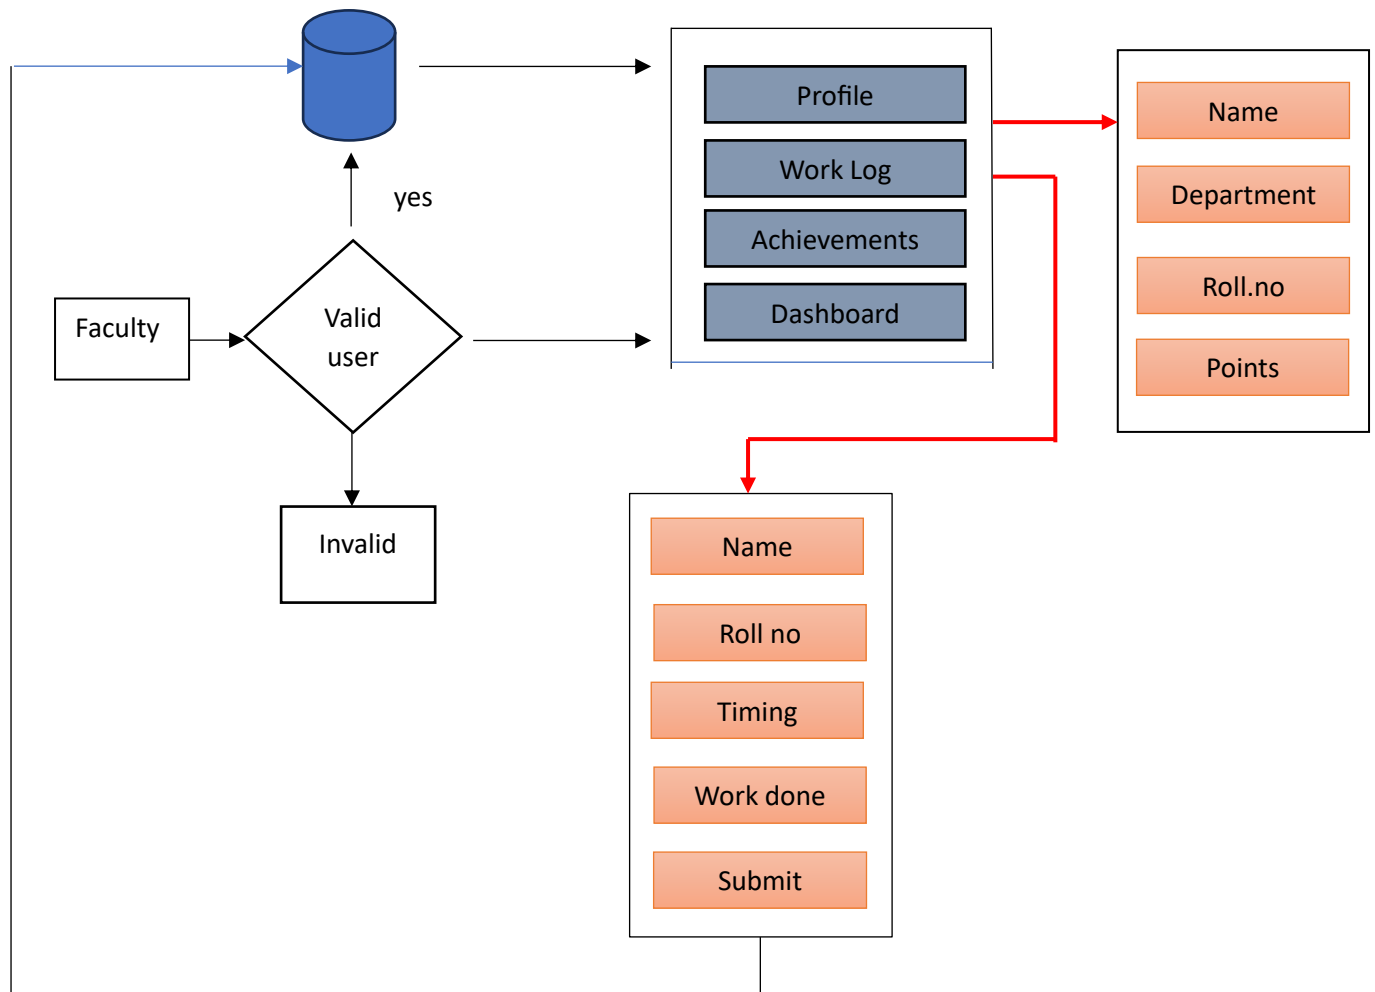 Profile
Work Log
Achievements
Dashboard
Name
Department
Roll.no
Points
yes
Faculty
Valid
user
Invalid
Name
Roll no
Timing
Work done
Submit